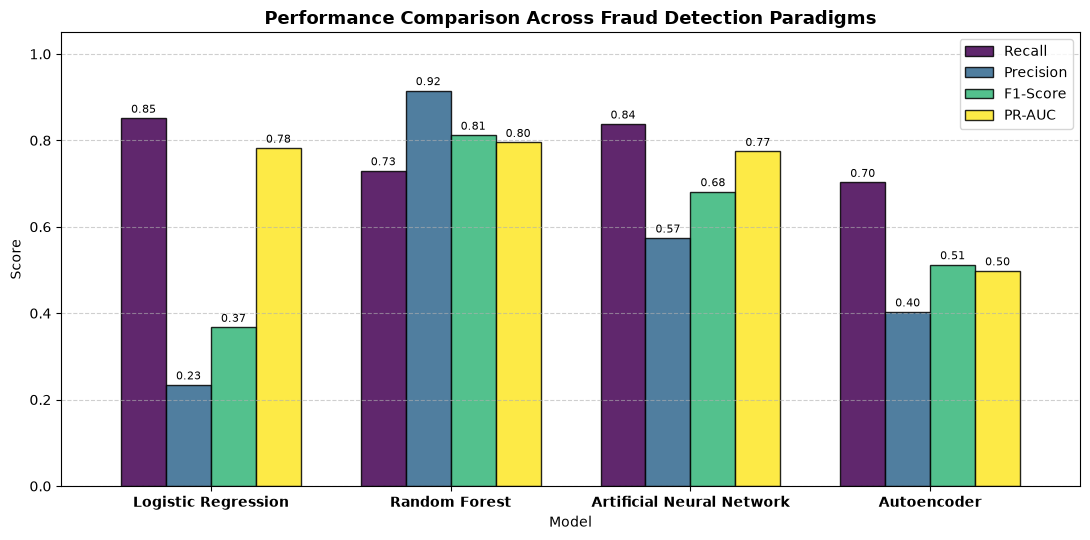 Performance Comparison Across Fraud Detection Paradigms
Recall
Precision
F1-Score
PR-AUC
Score
1.0
0.8
0.6
0.4
0.2
0.0
0.85
0.23
0.37
0.78
0.73
0.92
0.81
0.80
0.84
0.57
0.68
0.77
0.70
0.40
0.51
0.50
Logistic Regression
Random Forest
Artificial Neural Network
Autoencoder
Model